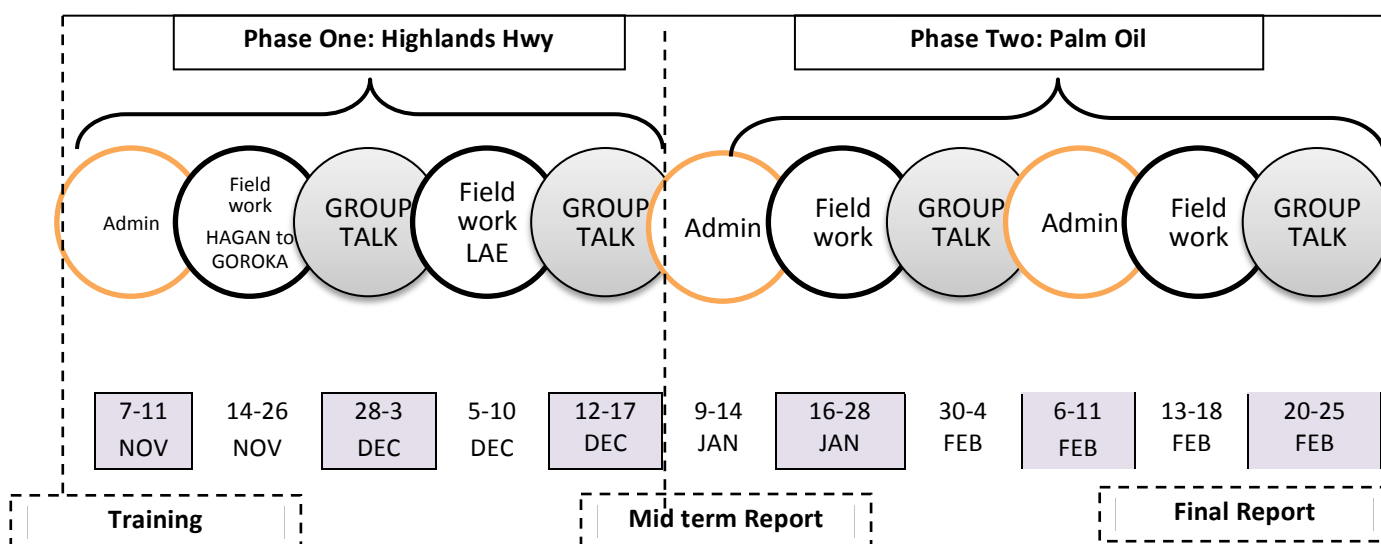 Phase One: Highlands Hwy
Phase Two: Palm Oil
Admin
Field
work
HAGAN to
GOROKA
GROUP
TALK
Field
work
LAE
GROUP
TALK
Admin
Field
work
GROUP
TALK
Admin
Field
work
GROUP
TALK
7-11
NOV
14-26
NOV
28-3
DEC
5-10
DEC
12-17
DEC
9-14
JAN
16-28
JAN
30-4
FEB
6-11
FEB
13-18
FEB
20-25
FEB
Training
Mid term Report
Final Report